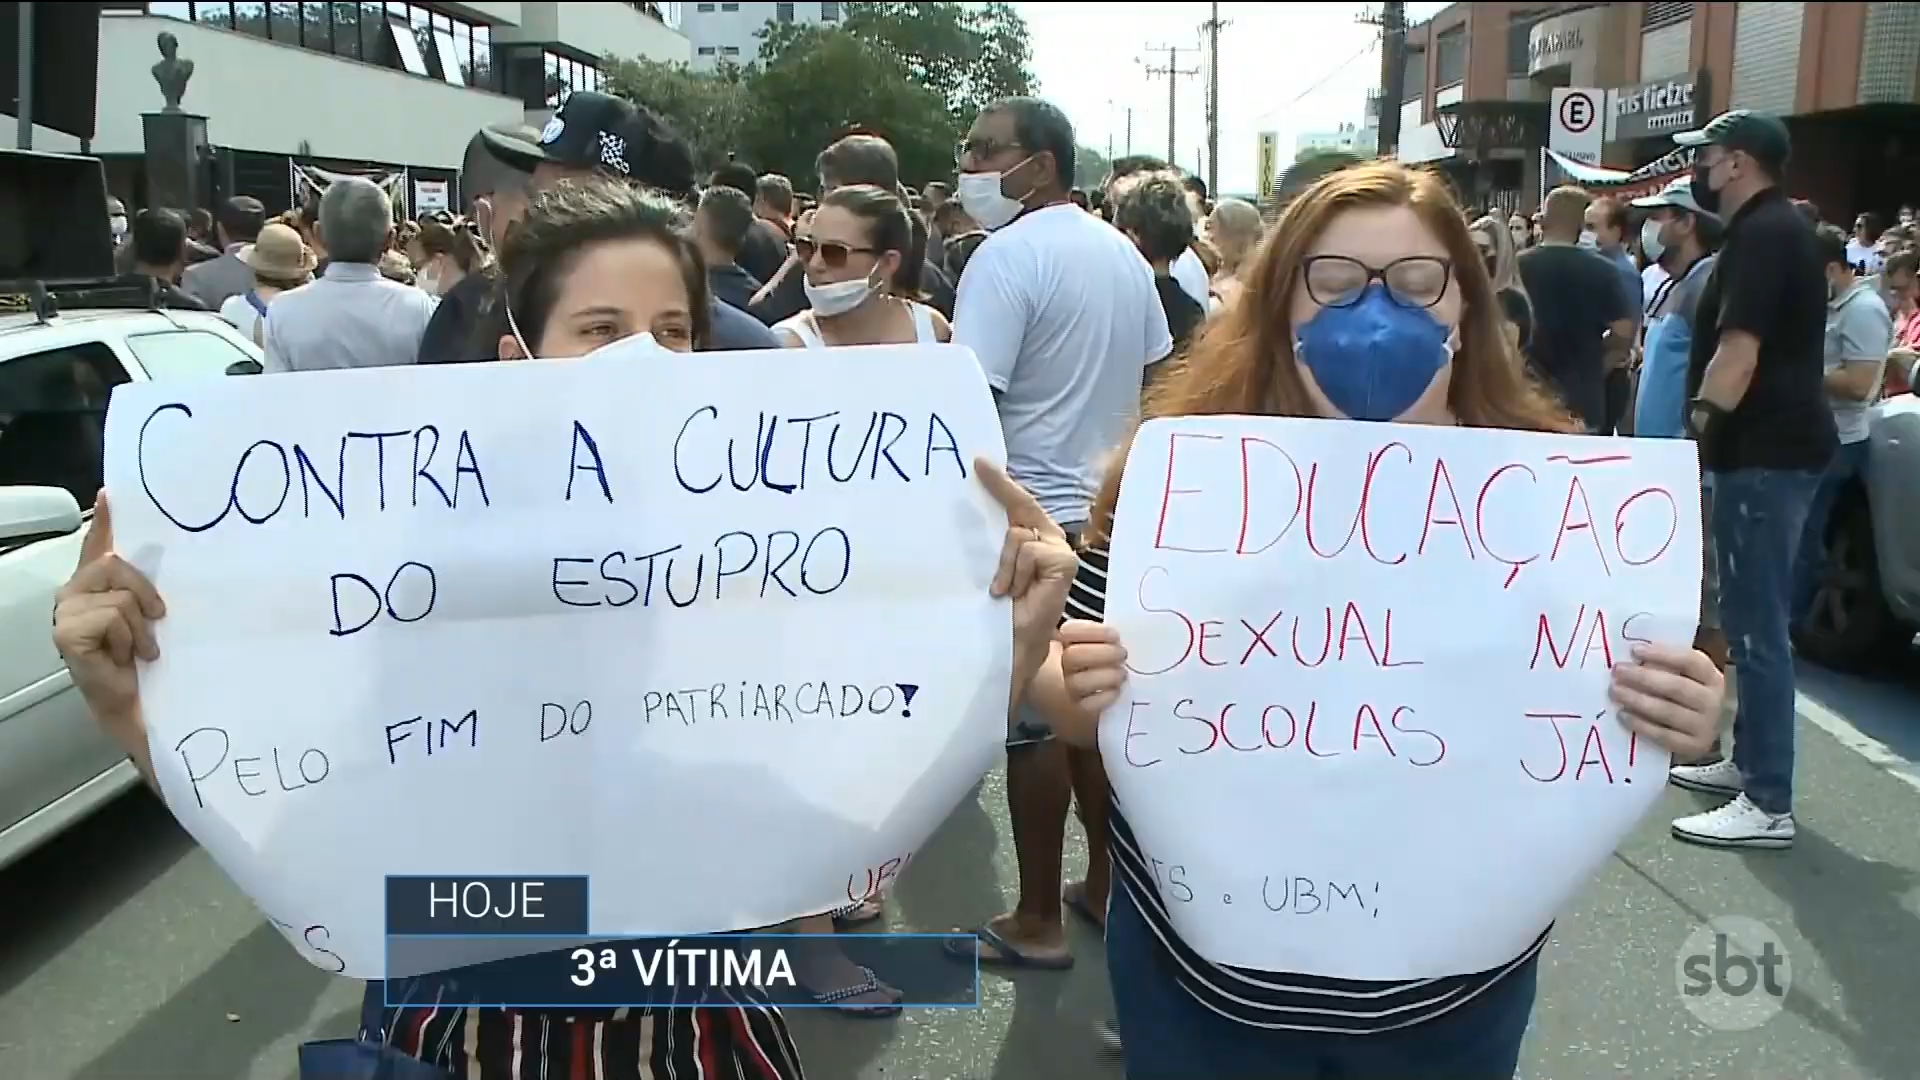 CONTRA A CULTURA
DO ESTUPRO
PELO FIM DO PATRIARCADO!
EDUCAÇÃO
SEXUAL NAS
ESCOLAS JÁ!
UBM!
E
HOJE
3ª VÍTIMA
sbt